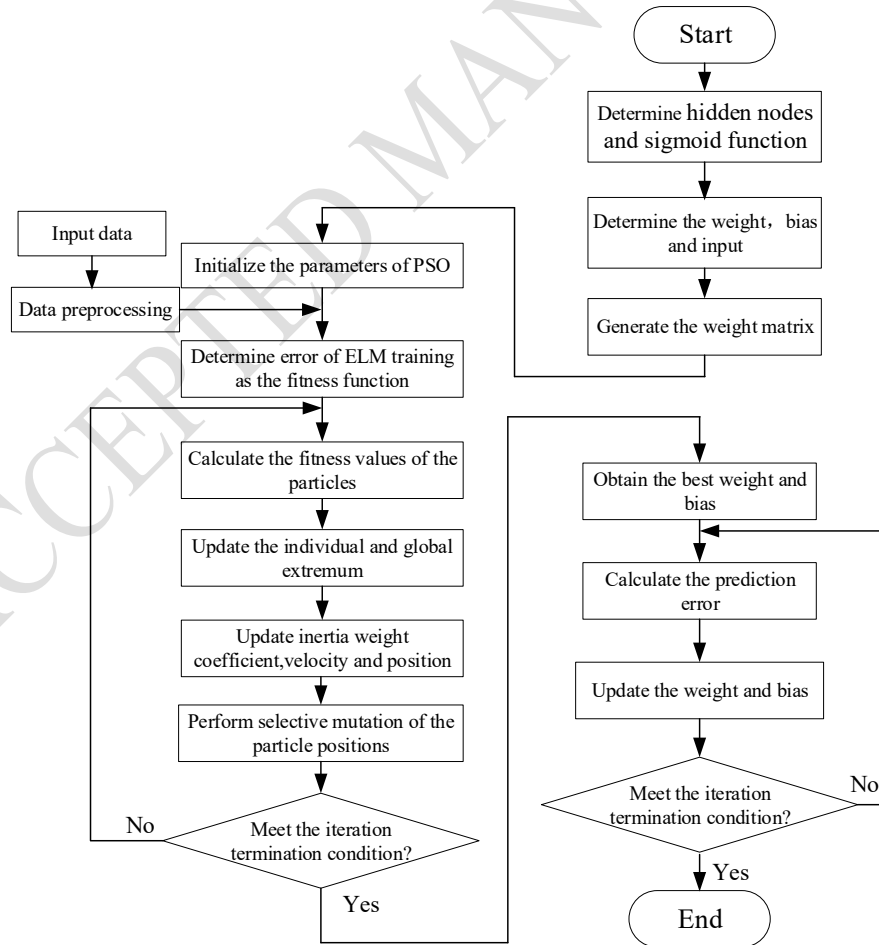 Start
Determine hidden nodes
and sigmoid function
Determine the weight，bias
and input
Generate the weight matrix
Input data
Data preprocessing
Initialize the parameters of PSO
Determine error of ELM training
as the fitness function
Calculate the fitness values of the
particles
Update the individual and global
extremum
Update inertia weight
coefficient,velocity and position
Perform selective mutation of the
particle positions
Meet the iteration
termination condition?
No
Yes
Obtain the best weight and
bias
Calculate the prediction
error
Update the weight and bias
Meet the iteration
termination condition?
No
Yes
End
CCEPTED MAN